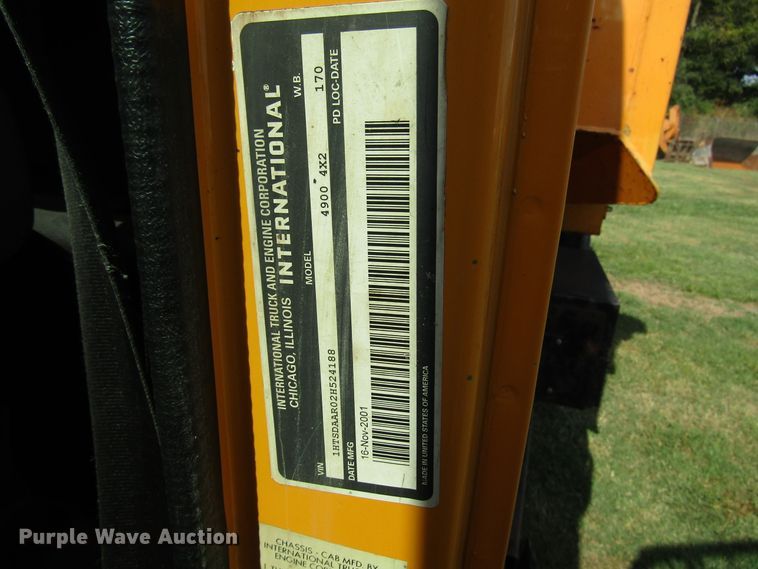 INTERNATIONAL TRUCK AND ENGINE CORPORATION
CHICAGO, ILLINOIS INTERNATIONAL®
MODEL W.B.
4900* 4X2 170
VIN
1HTSDAAR02H524188
PD LOC-DATE
DATE MFG
16-Nov-2001
MADE IN UNITED STATES OF AMERICA
CHASSIS - CAB MFD. BY
INTERNATIONAL TRUCK
ENGINE
Purple Wave Auction